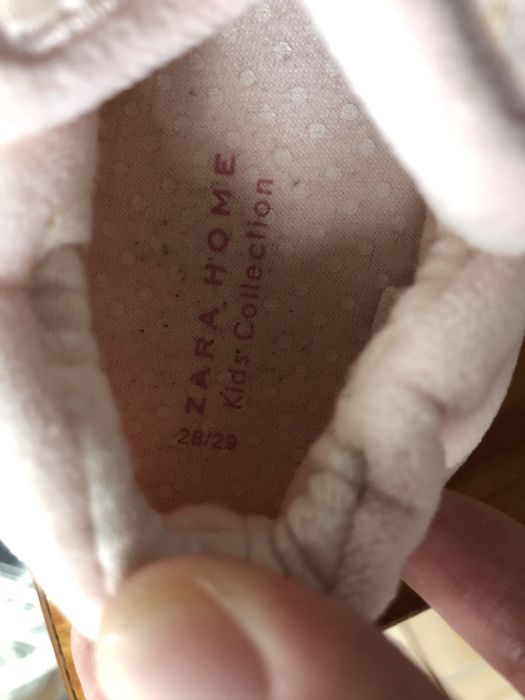 ZARA HOME
Kids Collection
28/29